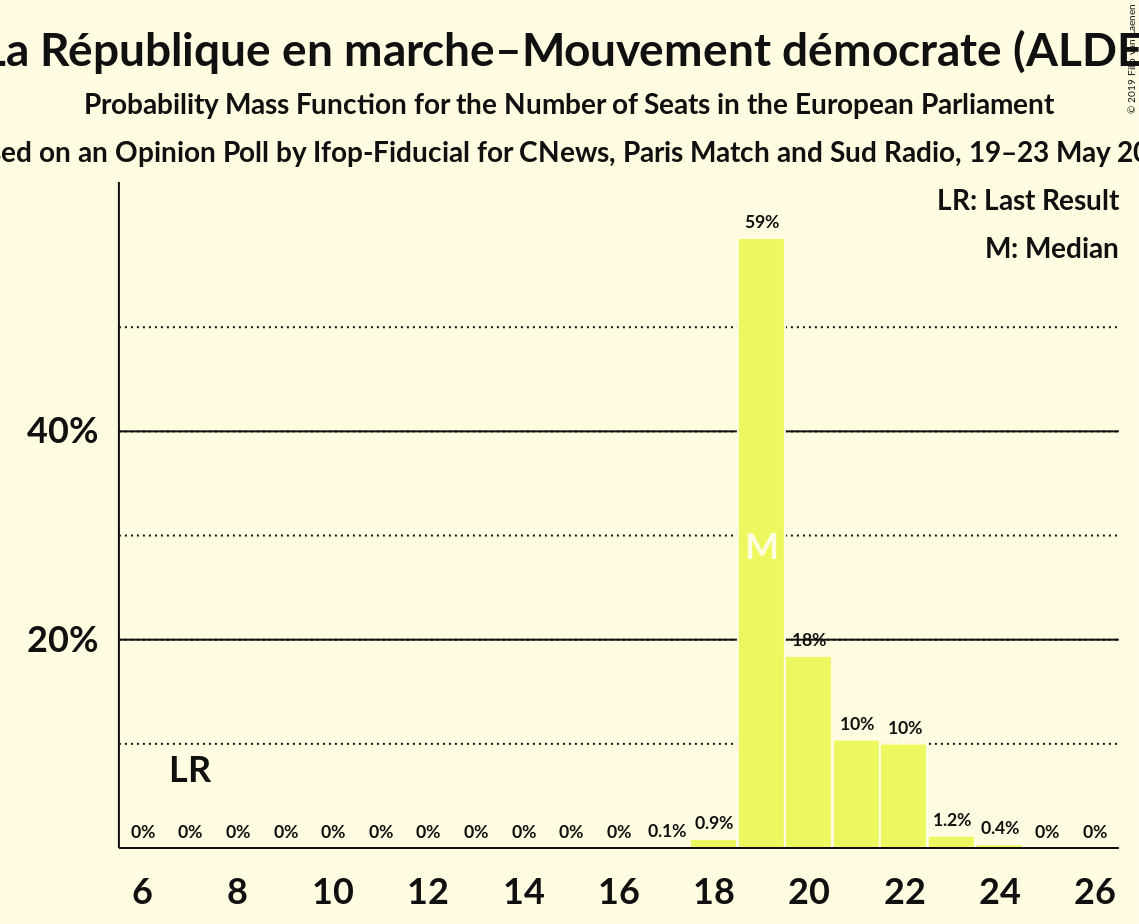 La République en marche–Mouvement démocrate (ALDE
Probability Mass Function for the Number of Seats in the European Parliament
on an Opinion Poll by Ifop-Fiducial for CNews, Paris Match and Sud Radio, 19–23 May
© 2019
LR: Last Result
M: Median
59%
40%
M
20%
18%
10% 10%
LR
0% 0% 0% 0% 0% 0% 0% 0% 0% 0% 0% 0.1% 0.9% 1.2% 0.4% 0% 0%
6 8 10 12 14 16 18 20 22 24 26